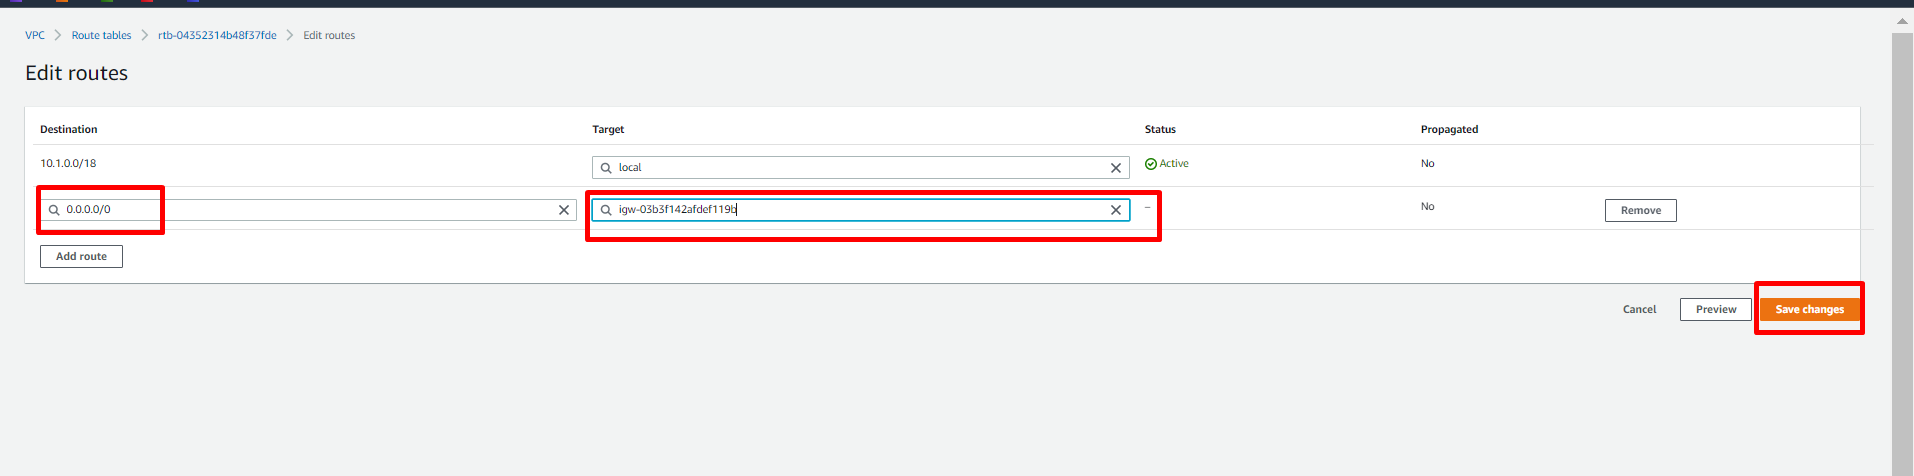 VPC > Route tables > rtb-04352314b48f37fde > Edit routes
Edit routes
Destination Target Status Propagated
10.1.0.0/18 local Active No
0.0.0.0/0 igw-03b3f142afdef119b – No Remove
Add route
Cancel Preview Save changes